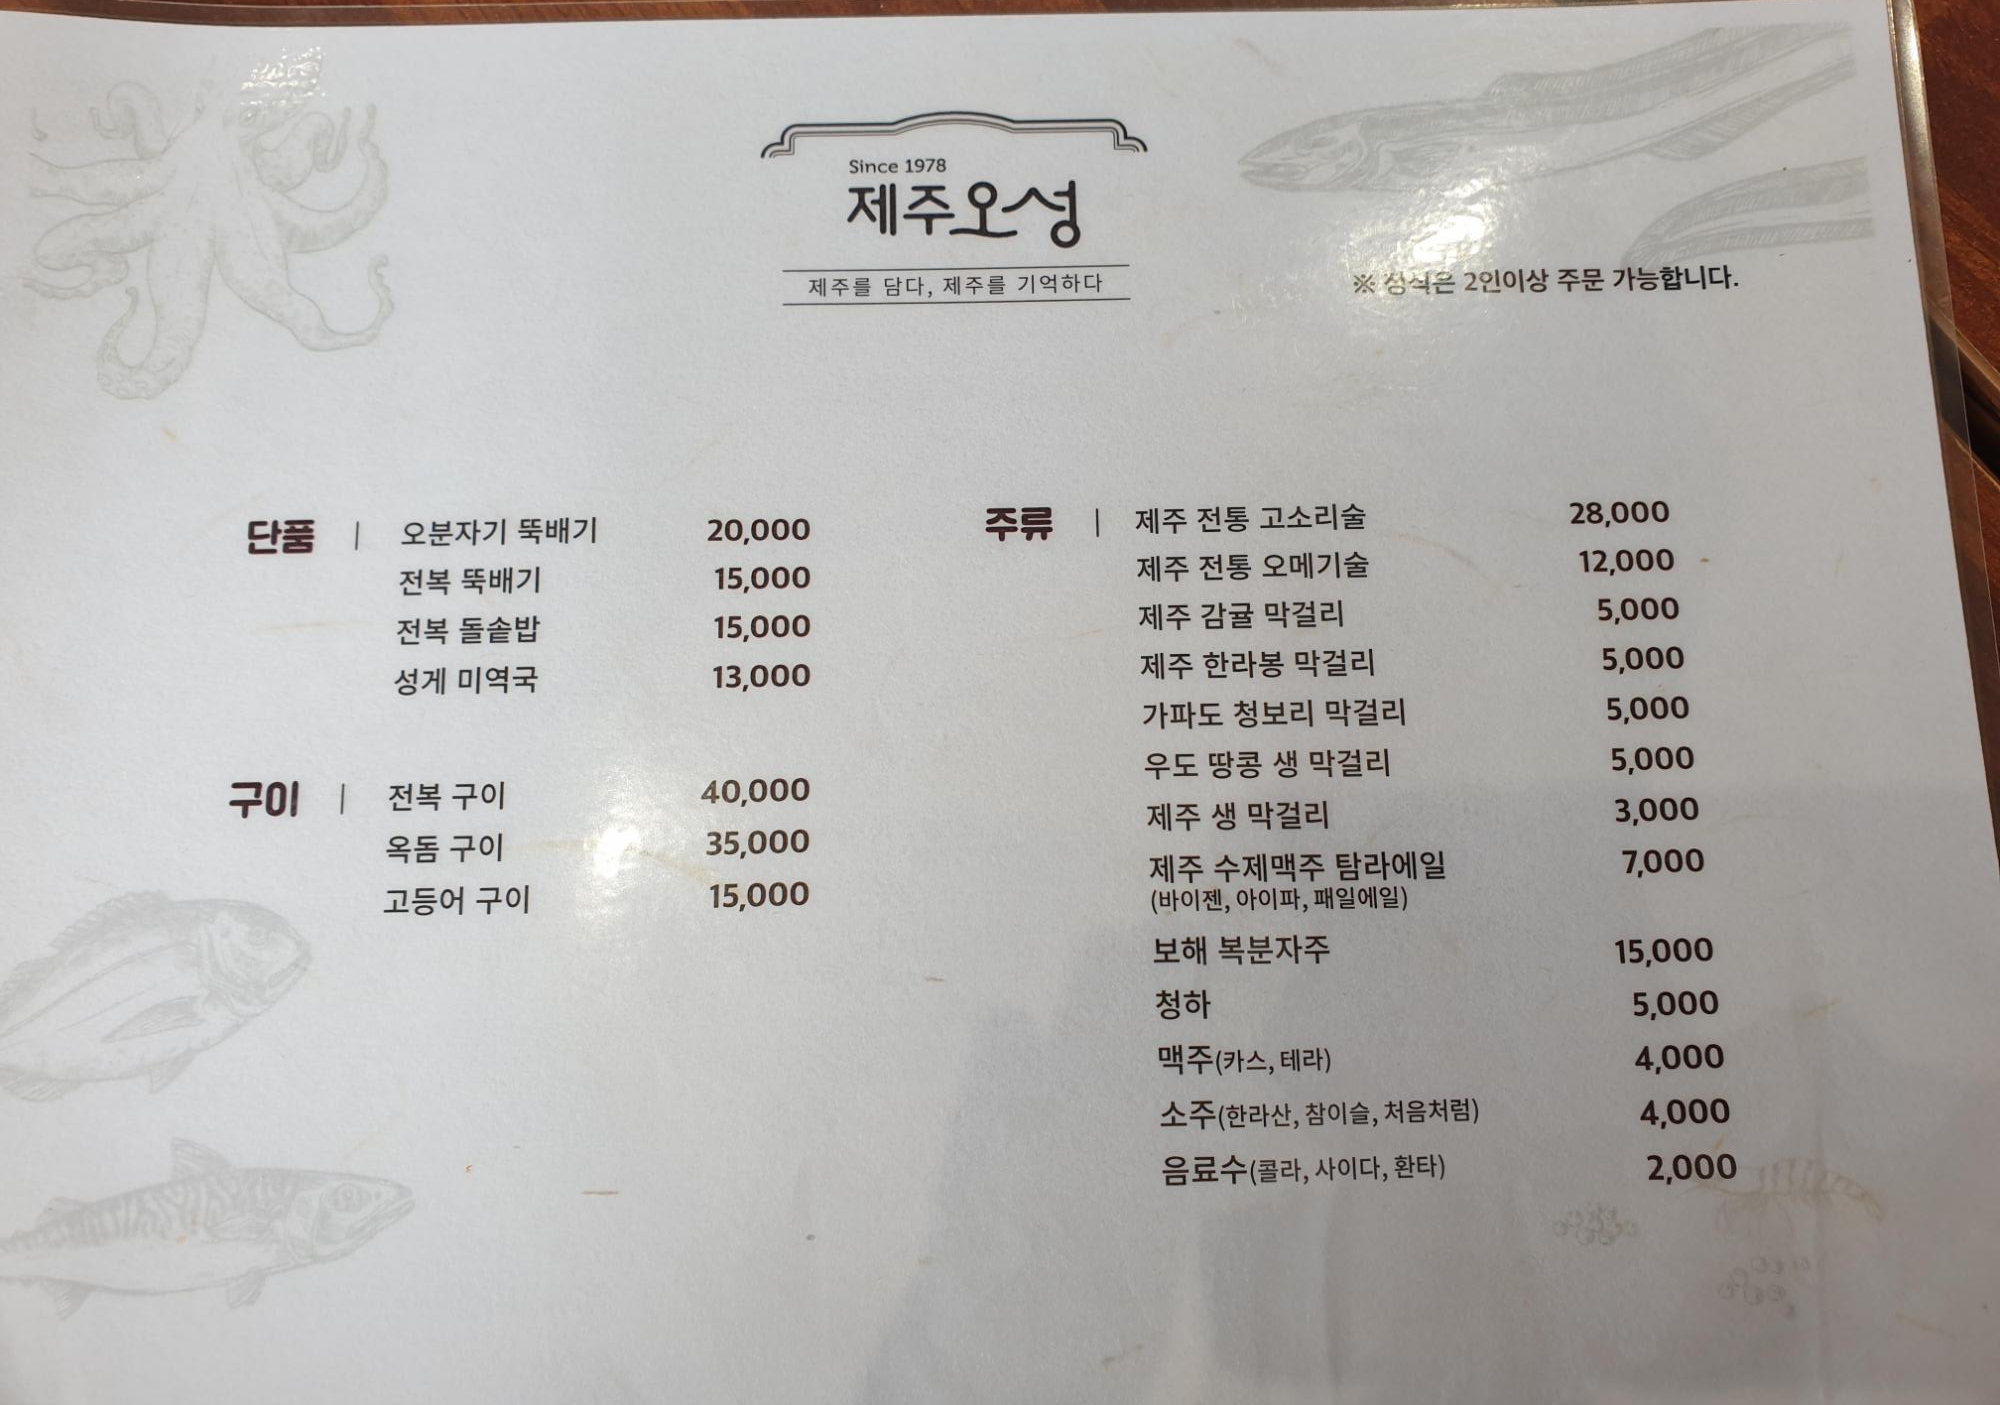 Since 1978
제주오성
제주를 담다, 제주를 기억하다
※ 정식은 2인이상 주문 가능합니다.
단품 | 오분자기 뚝배기 20,000
전복 뚝배기 15,000
전복 돌솥밥 15,000
성게 미역국 13,000
구이 | 전복 구이 40,000
옥돔 구이 35,000
고등어 구이 15,000
주류 | 제주 전통 고소리술 28,000
제주 전통 오메기술 12,000
제주 감귤 막걸리 5,000
제주 한라봉 막걸리 5,000
가파도 청보리 막걸리 5,000
우도 땅콩 생 막걸리 5,000
제주 생 막걸리 3,000
제주 수제맥주 탐라에일 7,000
(바이젠, 아이파, 패일에일)
보해 복분자주 15,000
청하 5,000
맥주(카스, 테라) 4,000
소주(한라산, 참이슬, 처음처럼) 4,000
음료수(콜라, 사이다, 환타) 2,000